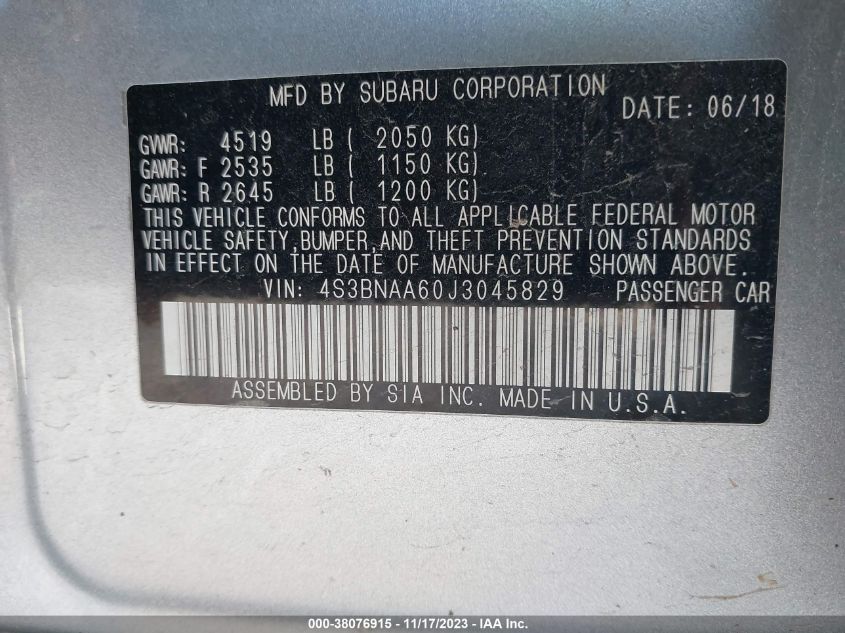 MFD BY SUBARU CORPORATION
DATE: 06/18
GVWR: 4519 LB ( 2050 KG)
GAWR: F 2535 LB ( 1150 KG)
GAWR: R 2645 LB ( 1200 KG)
THIS VEHICLE CONFORMS TO ALL APPLICABLE FEDERAL MOTOR
VEHICLE SAFETY,BUMPER,AND THEFT PREVENTION STANDARDS
IN EFFECT ON THE DATE OF MANUFACTURE SHOWN ABOVE.
VIN: 4S3BNAA60J3045829 PASSENGER CAR
ASSEMBLED BY SIA INC. MADE IN U.S.A.
000-38076915 - 11/17/2023 - IAA Inc.